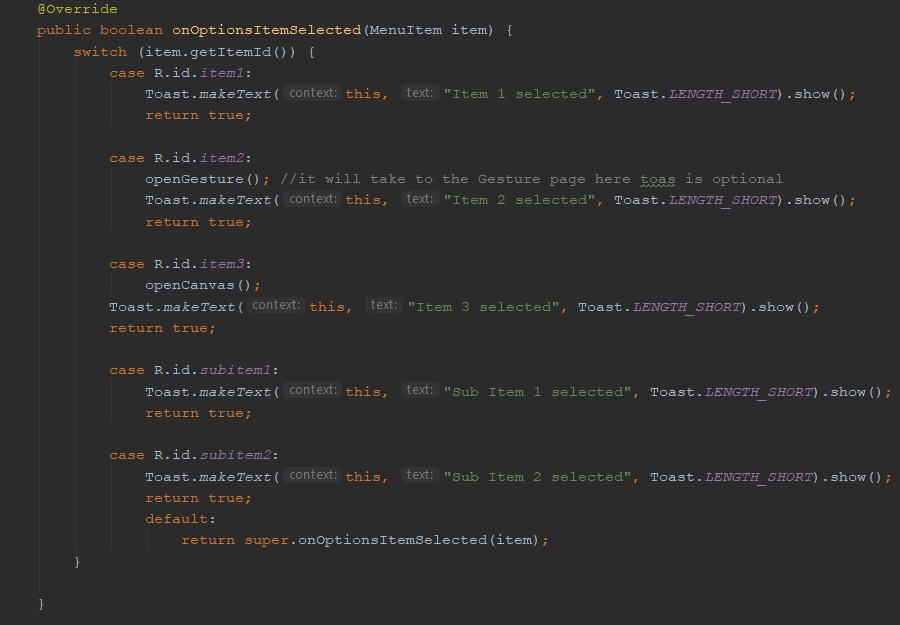 @Override
public boolean onOptionsItemSelected(MenuItem item) {
switch (item.getItemId()) {
case R.id.item1:
Toast.makeText( context: this, text: "Item 1 selected", Toast.LENGTH_SHORT).show();
return true;
case R.id.item2:
openGesture(); //it will take to the Gesture page here toas is optional
Toast.makeText( context: this, text: "Item 2 selected", Toast.LENGTH_SHORT).show();
return true;
case R.id.item3:
openCanvas();
Toast.makeText( context: this, text: "Item 3 selected", Toast.LENGTH_SHORT).show();
return true;
case R.id.subitem1:
Toast.makeText( context: this, text: "Sub Item 1 selected", Toast.LENGTH_SHORT).show();
return true;
case R.id.subitem2:
Toast.makeText( context: this, text: "Sub Item 2 selected", Toast.LENGTH_SHORT).show();
return true;
default:
return super.onOptionsItemSelected(item);
}
}